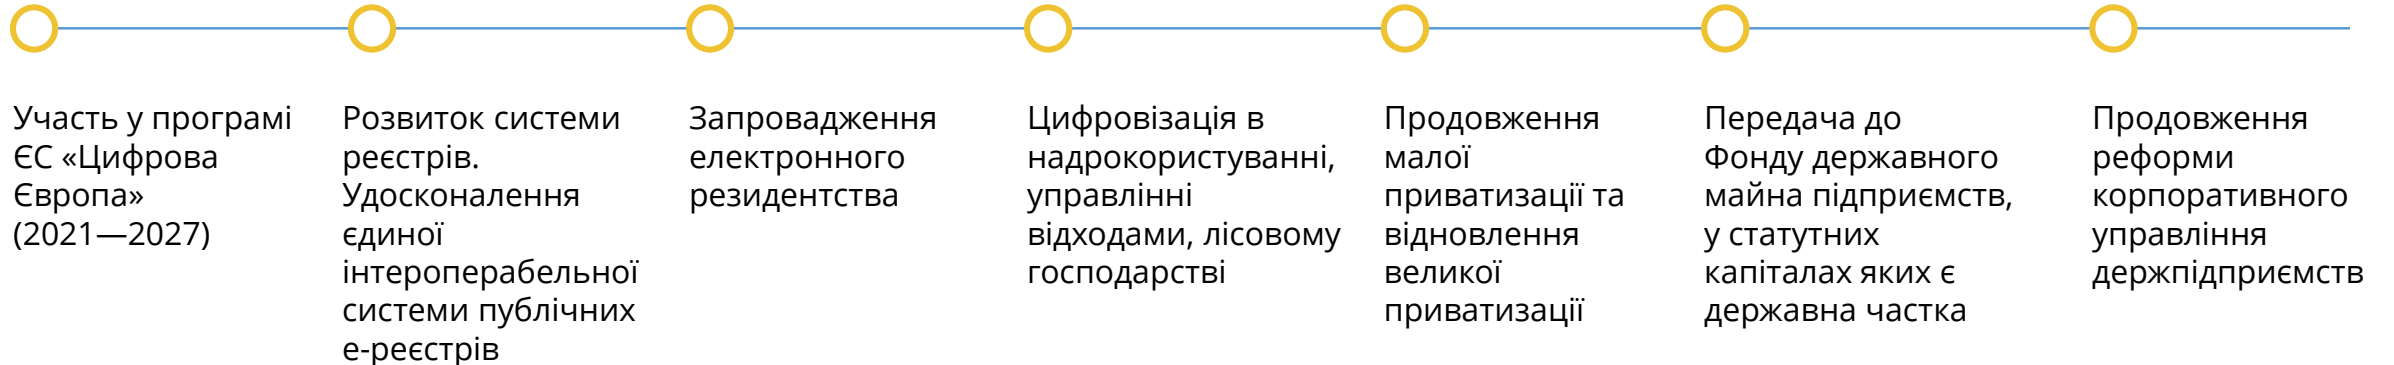 Участь у програмі
ЄС «Цифрова
Європа»
(2021—2027)
Розвиток системи
реєстрів.
Удосконалення
єдиної
інтероперабельної
системи публічних
е-реєстрів
Запровадження
електронного
резидентства
Цифровізація в
надрокористуванні,
управлінні
відходами, лісовому
господарстві
Продовження
малої
приватизації та
відновлення
великої
приватизації
Передача до
Фонду державного
майна підприємств,
у статутних
капіталах яких є
державна частка
Продовження
реформи
корпоративного
управління
держпідприємств